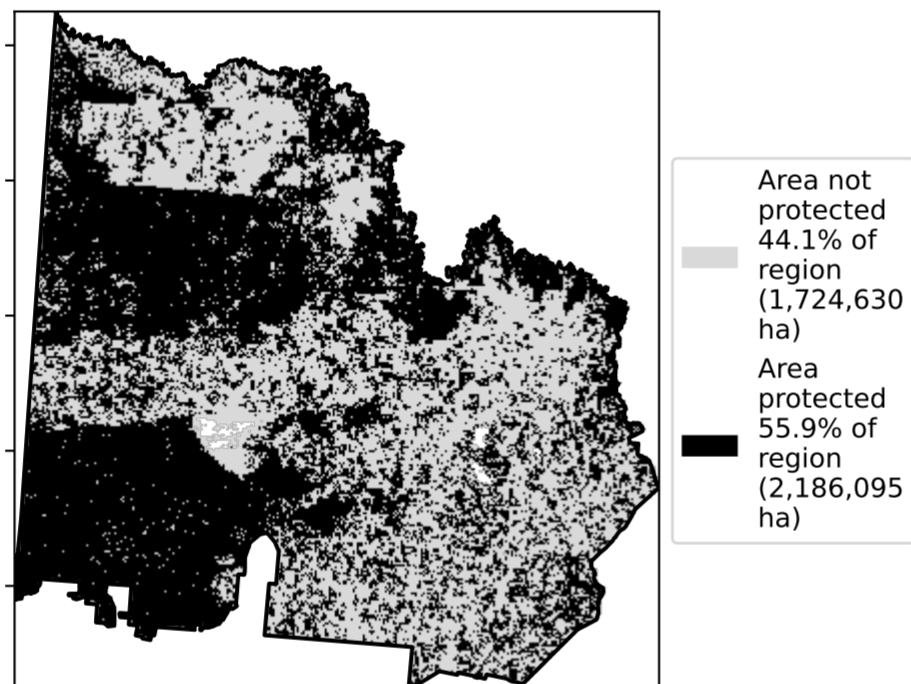 Area not
protected
44.1% of
region
(1,724,630
ha)
Area
protected
55.9% of
region
(2,186,095
ha)